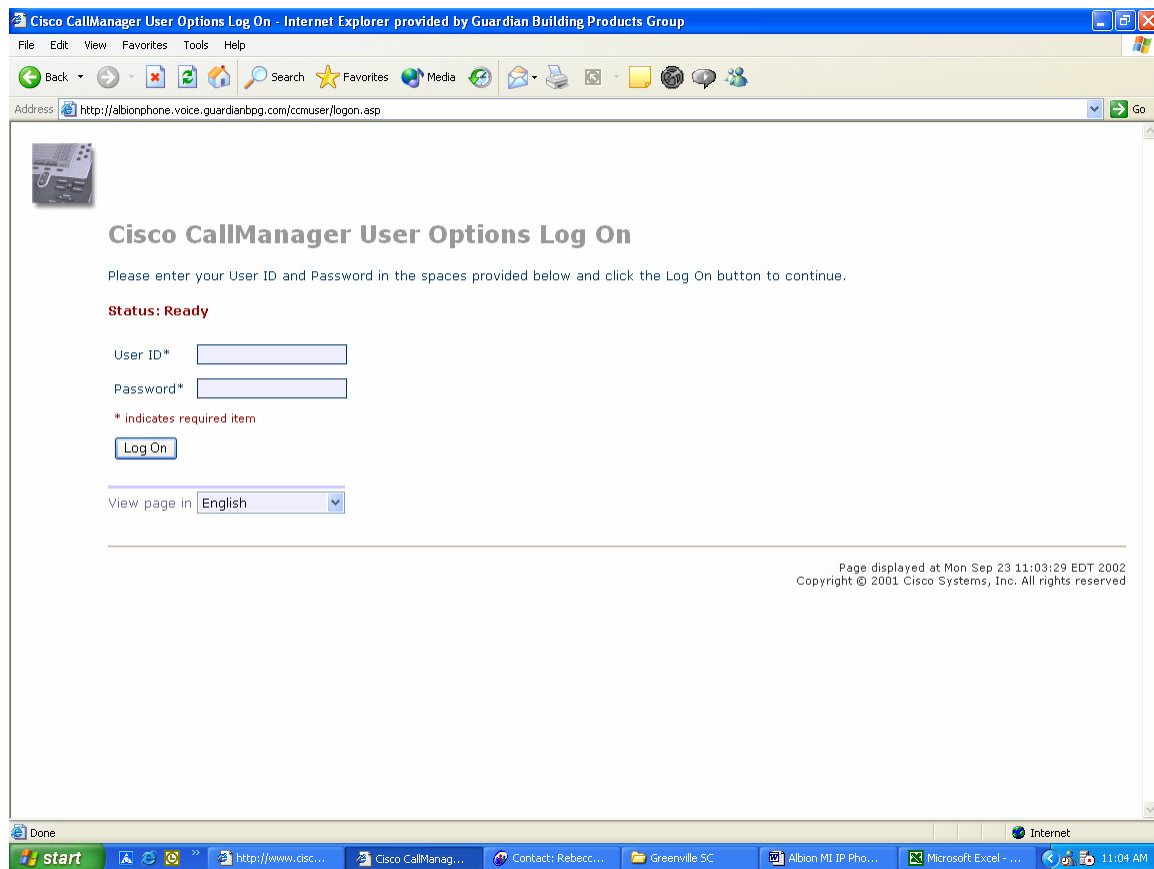 Cisco CallManager User Options Log On - Internet Explorer provided by Guardian Building Products Group
File Edit View Favorites Tools Help
Back Search Favorites Media
Address http://albionphone.voice.guardianbpg.com/ccmuser/logon.asp Go
Cisco CallManager User Options Log On
Please enter your User ID and Password in the spaces provided below and click the Log On button to continue.
Status: Ready
User ID*
Password*
* indicates required item
Log On
View page in English
Page displayed at Mon Sep 23 11:03:29 EDT 2002
Copyright © 2001 Cisco Systems, Inc. All rights reserved
Done Internet
start http://www.cisc... Cisco CallManag... Contact: Rebecc... Greenville SC Albion MI IP Pho... Microsoft Excel - ... 11:04 AM